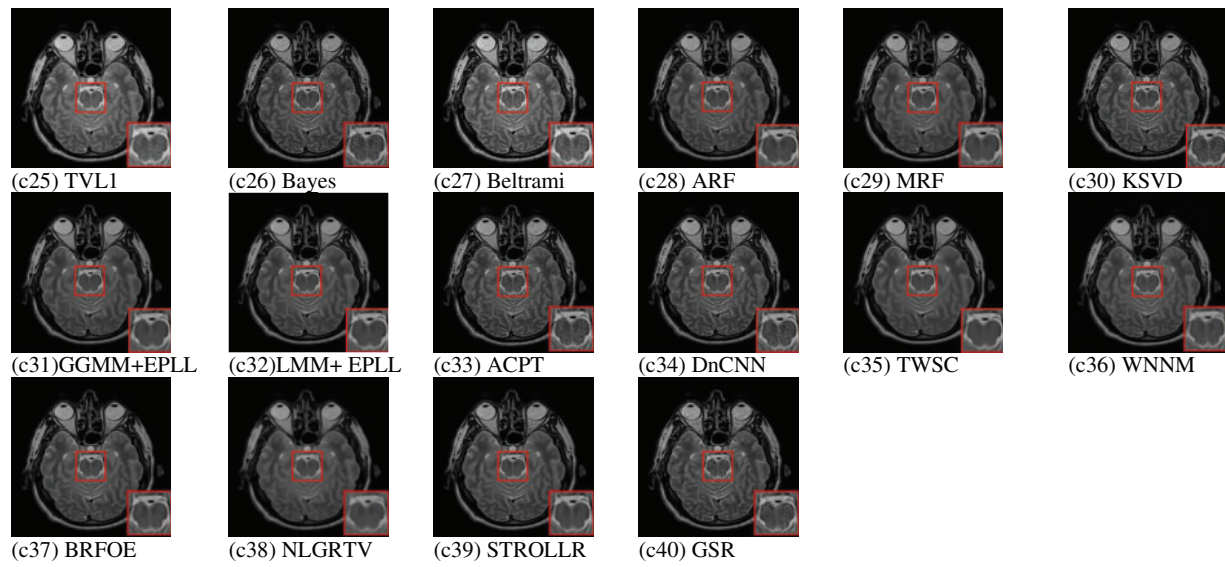 (c25) TVL1 (c26) Bayes (c27) Beltrami (c28) ARF (c29) MRF (c30) KSVD
(c31)GGMM+EPLL (c32)LMM+ EPLL (c33) ACPT (c34) DnCNN (c35) TWSC (c36) WNNM
(c37) BRFOE (c38) NLGRTV (c39) STROLLR (c40) GSR